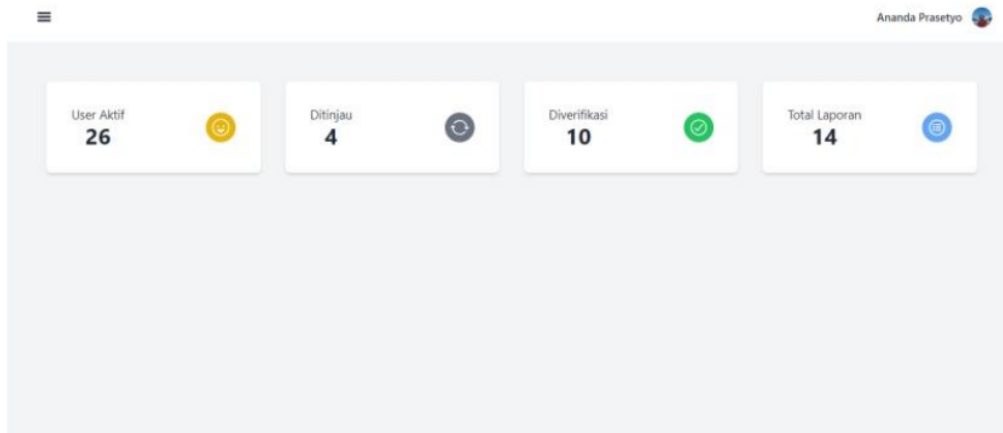 Ananda Prasetyo
User Aktif
26
Ditinjau
4
Diverifikasi
10
Total Laporan
14